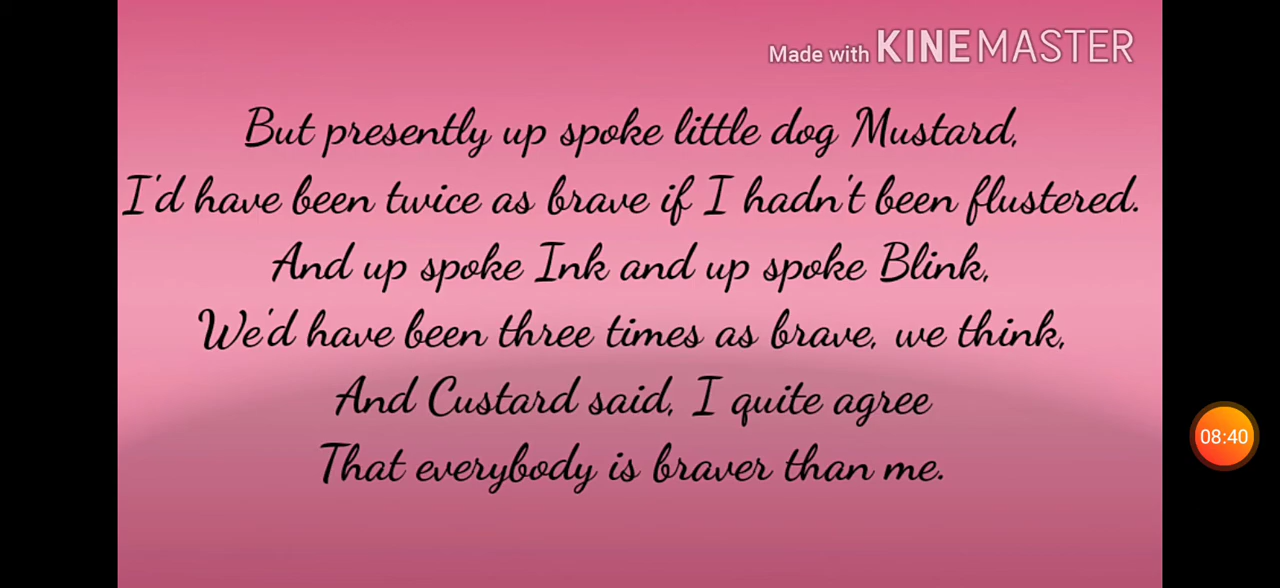 Made with KINEMASTER
But presently up spoke little dog Mustard,
I'd have been twice as brave if I hadn't been flustered.
And up spoke Ink and up spoke Blink,
We'd have been three times as brave, we think,
And Custard said, I quite agree
That everybody is braver than me.
08:40